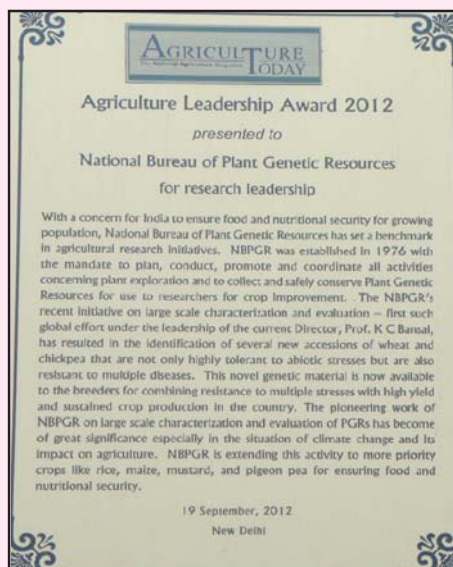 AGRICULTURE
TODAY
The National Agriculture Magazine
Agriculture Leadership Award 2012
presented to
National Bureau of Plant Genetic Resources
for research leadership
With a concern for India to ensure food and nutritional security for growing
population, National Bureau of Plant Genetic Resources has set a benchmark
in agricultural research initiatives. NBPGR was established in 1976 with
the mandate to plan, conduct, promote and coordinate all activities
concerning plant exploration and to collect and safely conserve Plant Genetic
Resources for use to researchers for crop improvement. The NBPGR's
recent initiative on large scale characterization and evaluation – first such
global effort under the leadership of the current Director, Prof. K C Bansal,
has resulted in the identification of several new accessions of wheat and
chickpea that are not only highly tolerant to abiotic stresses but are also
resistant to multiple diseases. This novel genetic material is now available
to the breeders for combining resistance to multiple stresses with high yield
and sustained crop production in the country. The pioneering work of
NBPGR on large scale characterization and evaluation of PGRs has become
of great significance especially in the situation of climate change and its
impact on agriculture. NBPGR is extending this activity to more priority
crops like rice, maize, mustard, and pigeon pea for ensuring food and
nutritional security.
19 September, 2012
New Delhi